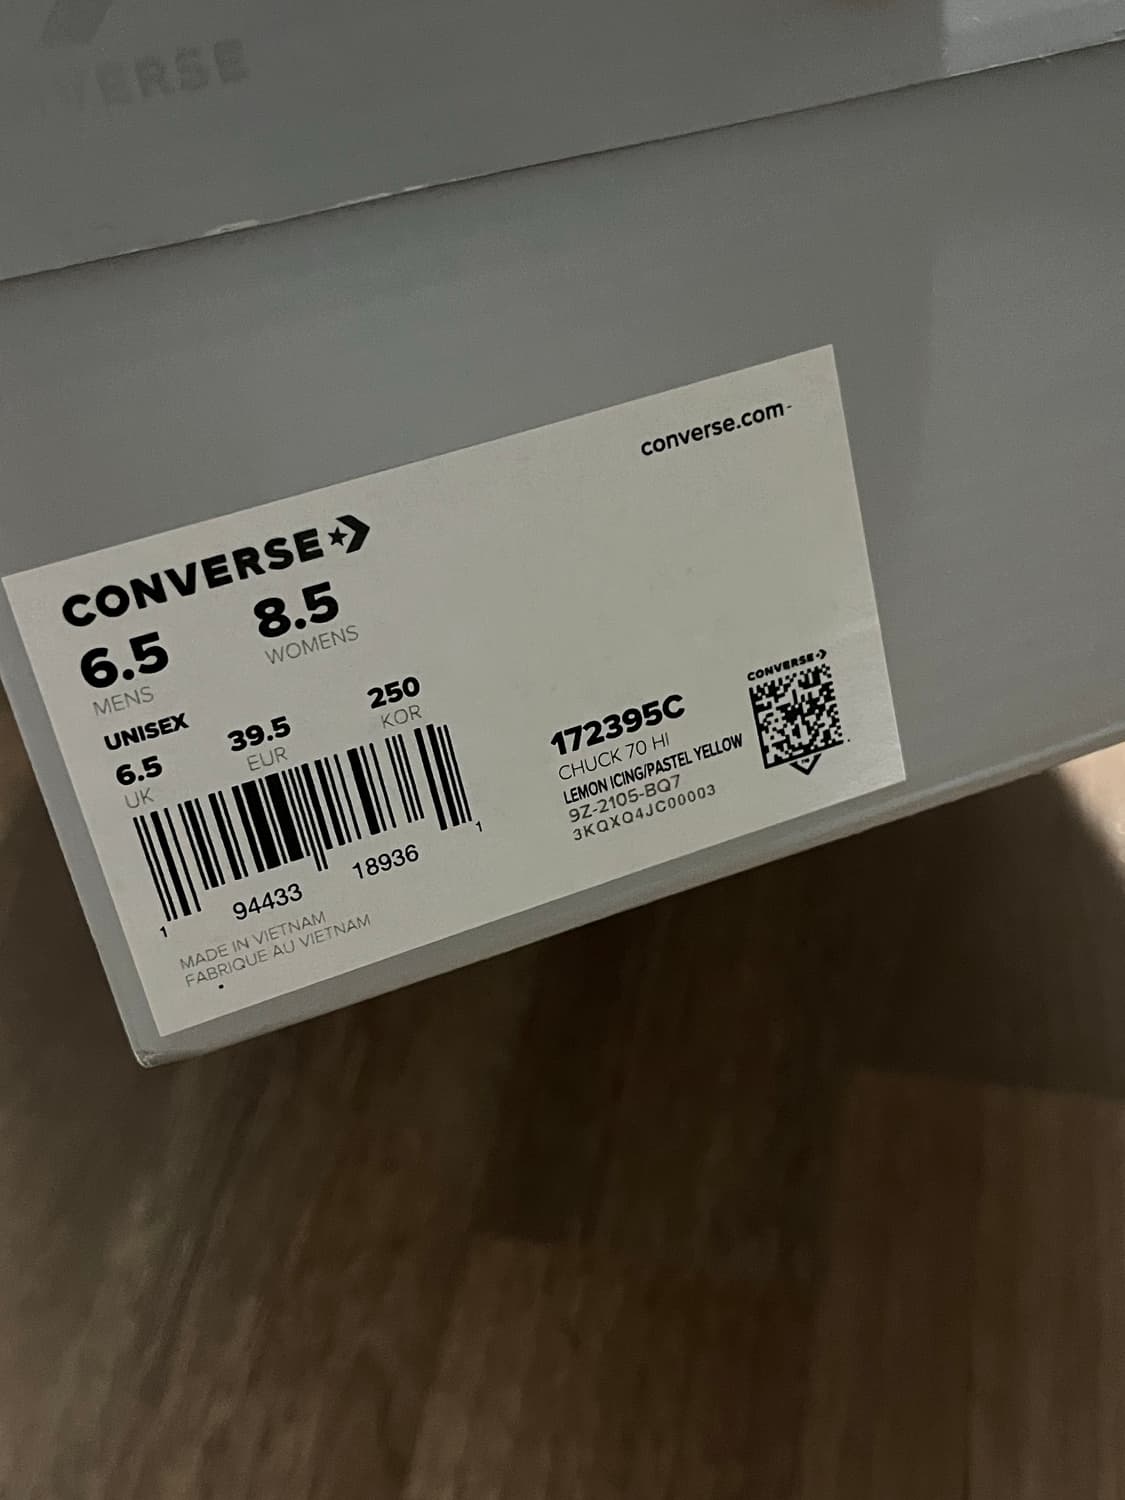 VERSE
converse.com
CONVERSE
6.5 8.5
MENS WOMENS
UNISEX
6.5 39.5 250
UK EUR KOR
1 94433 18936 1
MADE IN VIETNAM
FABRIQUE AU VIETNAM
172395C
CHUCK 70 HI
LEMON ICING/PASTEL YELLOW
9Z-2105-BQ7
3KQXQ4JC00003
CONVERSE